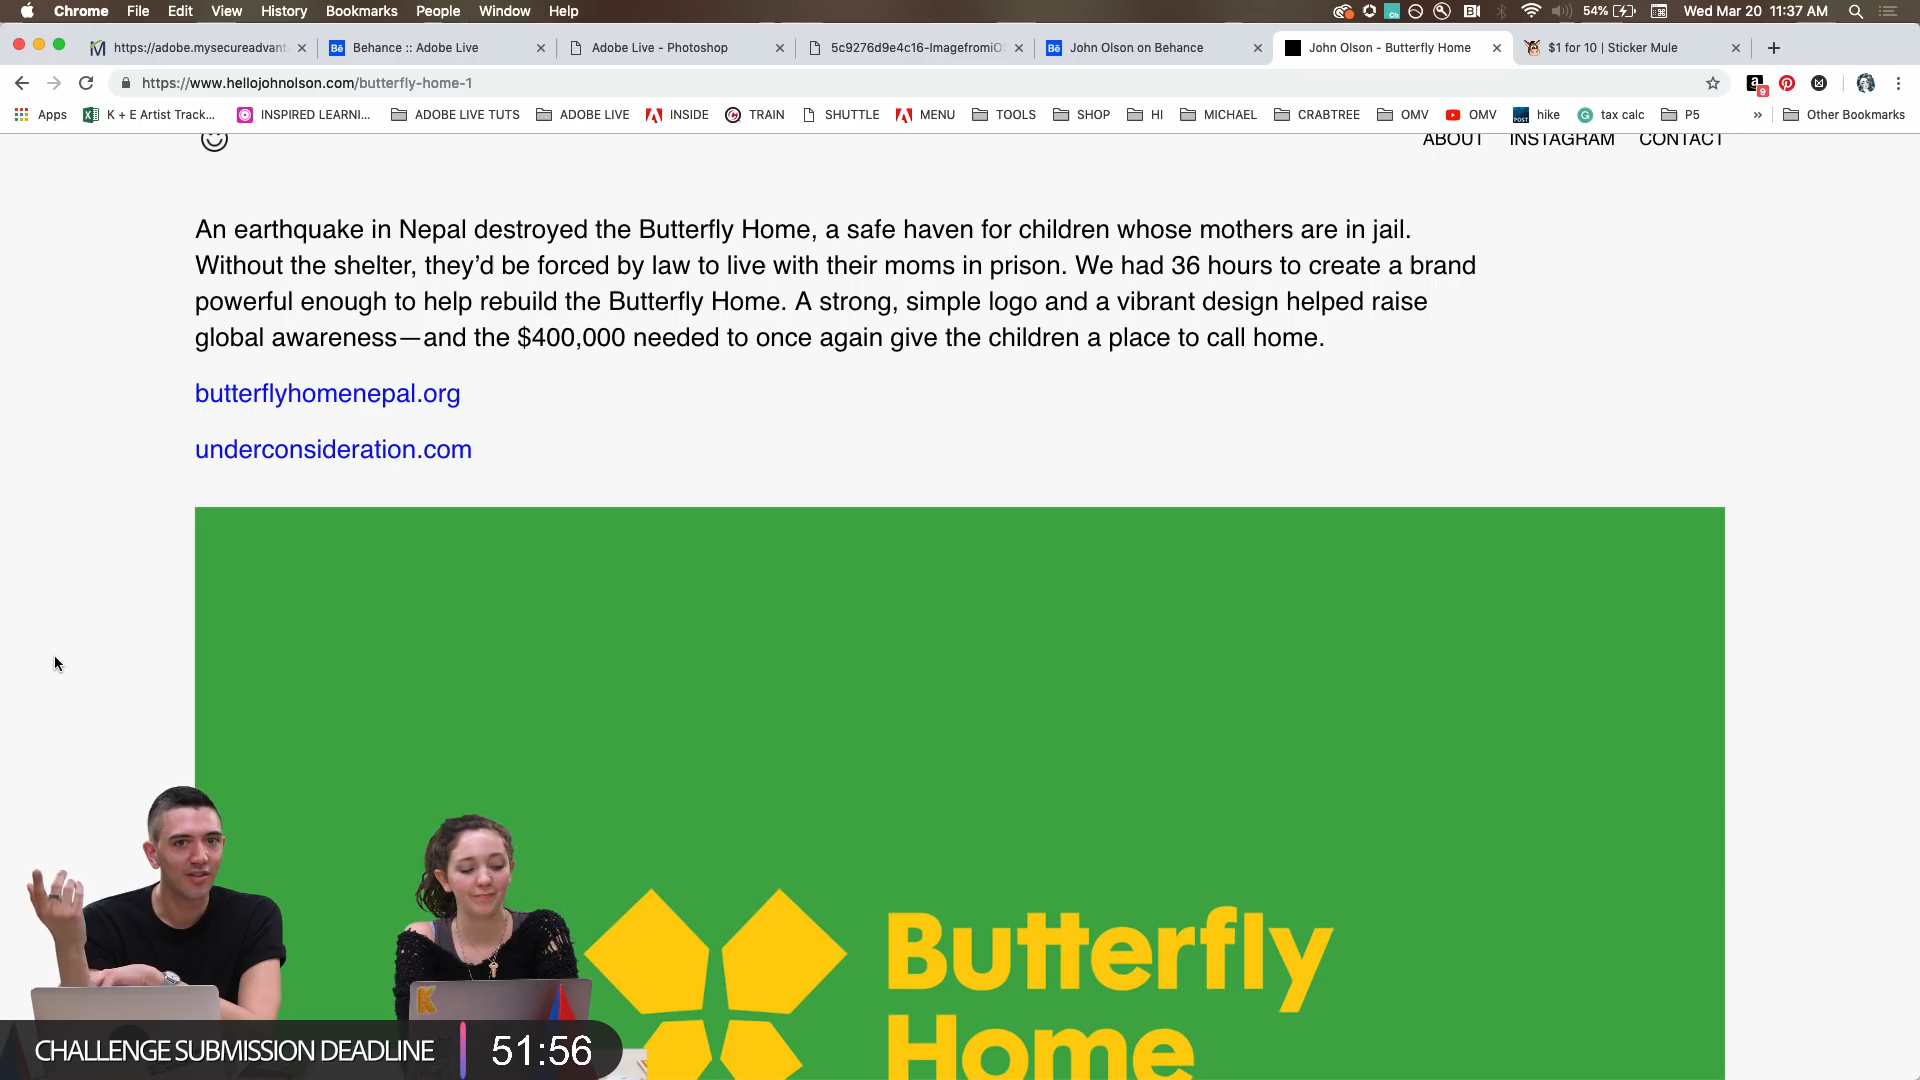 Chrome File Edit View History Bookmarks People Window Help 54% Wed Mar 20 11:37 AM
https://adobe.mysecureadvant Behance :: Adobe Live Adobe Live - Photoshop 5c9276d9e4c16-ImagefromiO John Olson on Behance John Olson - Butterfly Home $1 for 10 | Sticker Mule
https://www.hellojohnolson.com/butterfly-home-1 9
Apps K + E Artist Track... INSPIRED LEARNI... ADOBE LIVE TUTS ADOBE LIVE INSIDE TRAIN SHUTTLE MENU TOOLS SHOP HI MICHAEL CRABTREE OMV OMV hike tax calc P5 » Other Bookmarks
ABOUT INSTAGRAM CONTACT
An earthquake in Nepal destroyed the Butterfly Home, a safe haven for children whose mothers are in jail.
Without the shelter, they’d be forced by law to live with their moms in prison. We had 36 hours to create a brand
powerful enough to help rebuild the Butterfly Home. A strong, simple logo and a vibrant design helped raise
global awareness—and the $400,000 needed to once again give the children a place to call home.
butterflyhomenepal.org
underconsideration.com
Butterfly
Home
K
CHALLENGE SUBMISSION DEADLINE 51:56